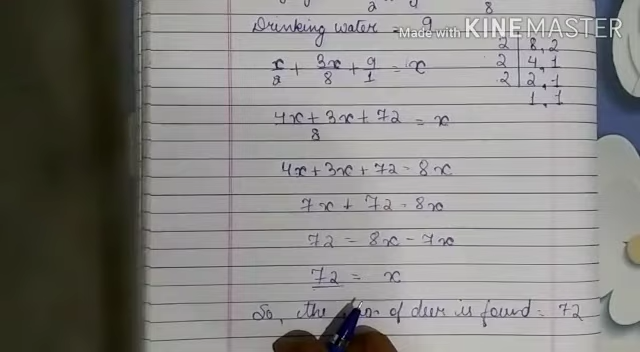 Made With
KINEMASTER
8
Drinking water = 9
x/2 + 3x/8 + 9/1 = x
2 | 8, 2
2 | 4, 1
2 | 2, 1
1, 1
4x + 3x + 72 / 8 = x
4x + 3x + 72 = 8x
7x + 72 = 8x
72 = 8x - 7x
72 = x
So, the of deer is found = 72